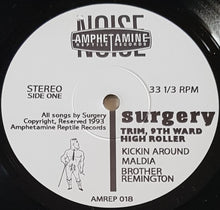 NOISE
AMPHETAMINE
REPTILE RECORDS
NOISE
STEREO
SIDE ONE
33 1/3 RPM
All songs by Surgery
Copyright, Reserved 1993
Amphetamine Reptile Records
surgery
TRIM, 9TH WARD
HIGH ROLLER
KICKIN AROUND
MALDIA
BROTHER
REMINGTON
AMREP 018